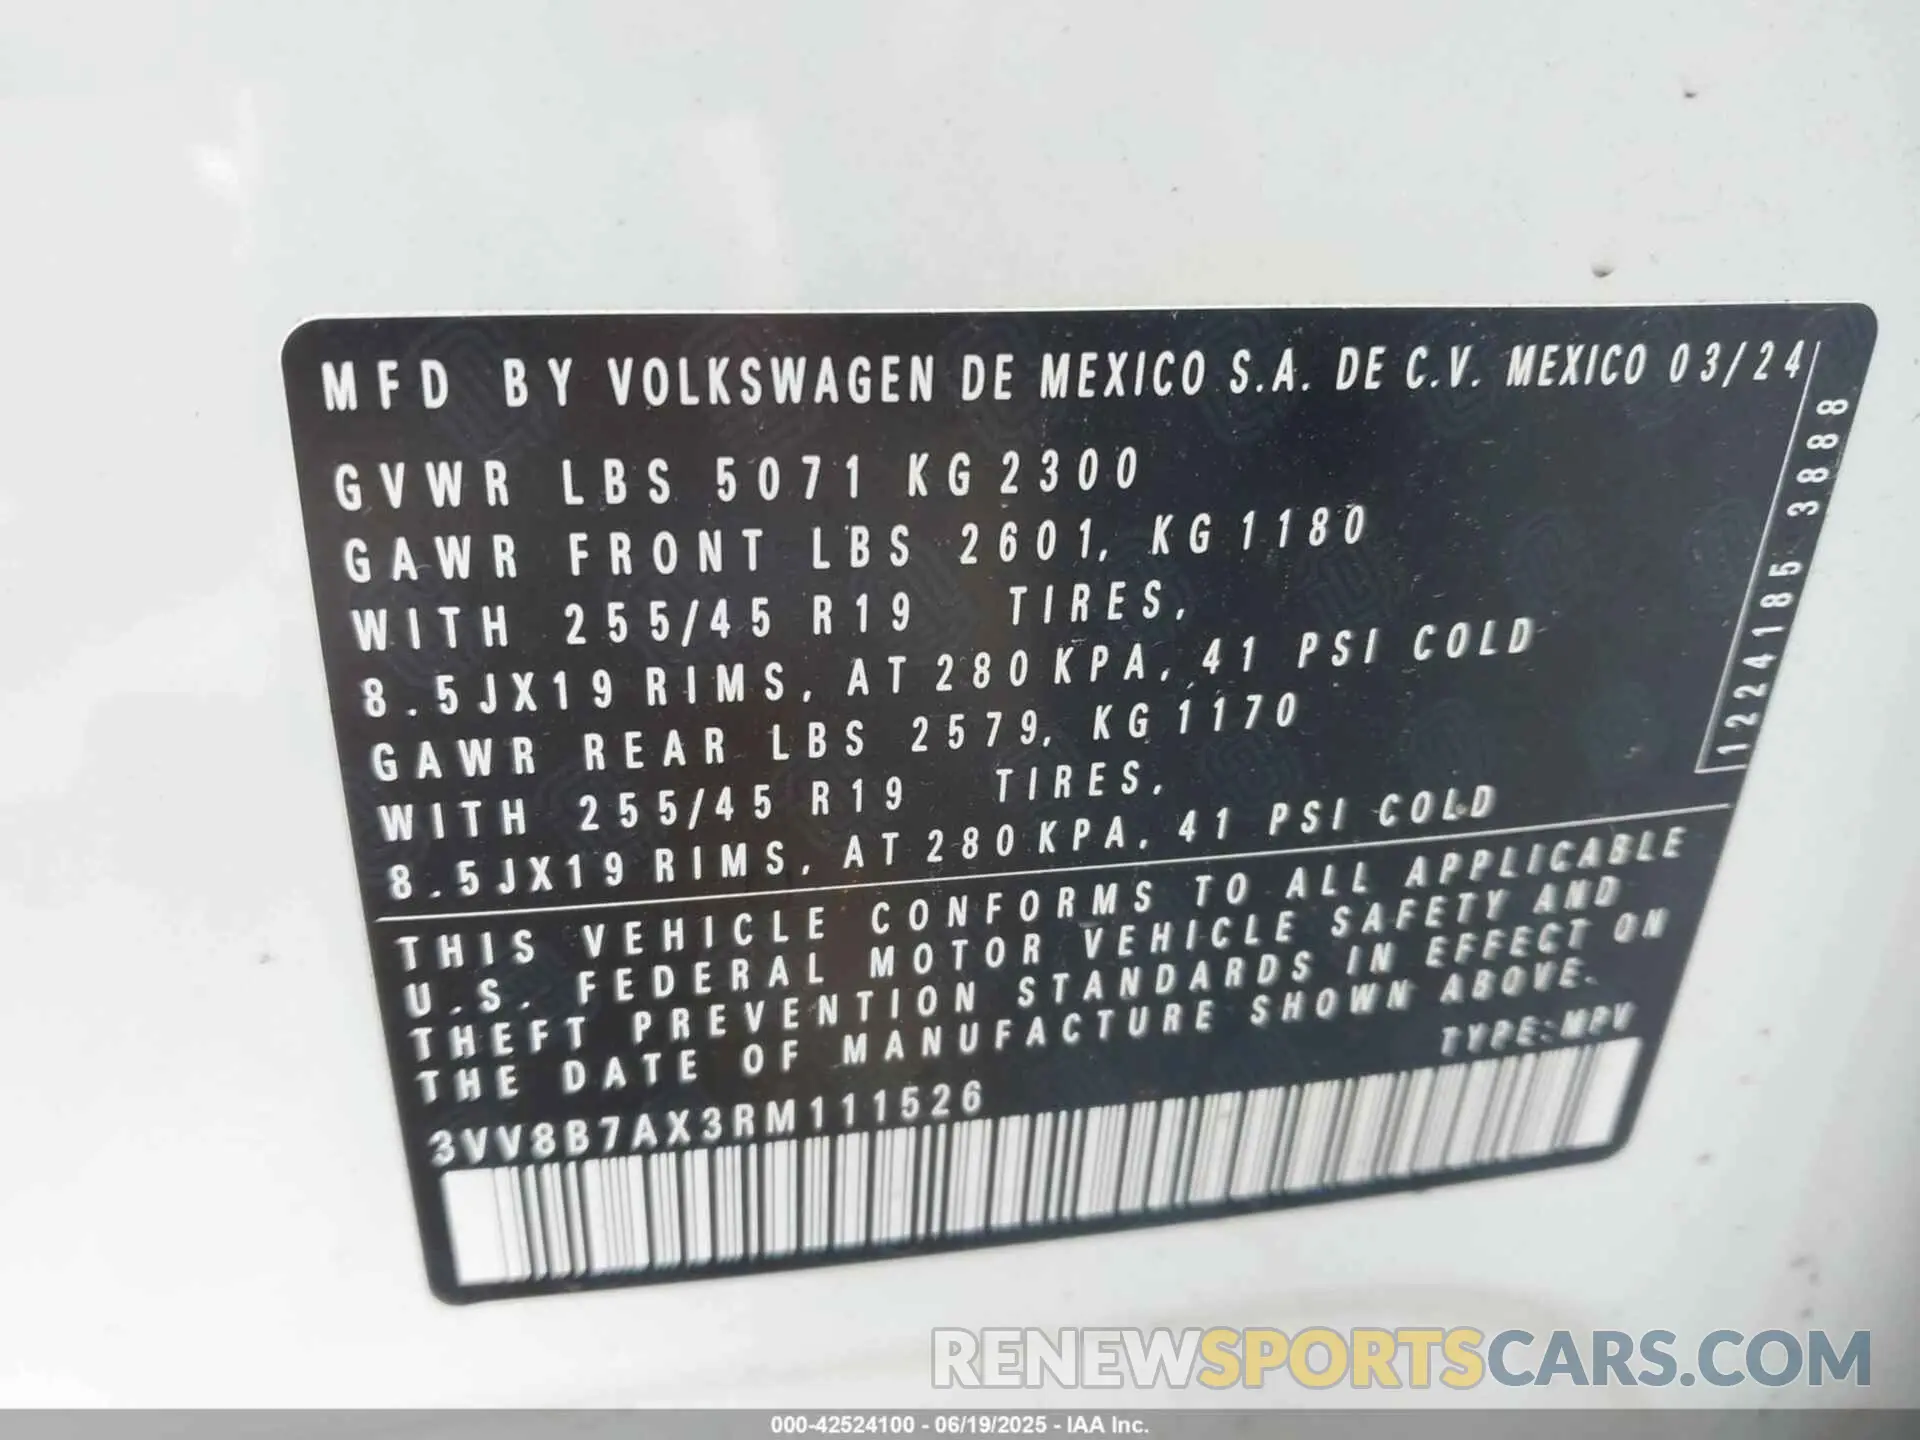 MFD BY VOLKSWAGEN DE MEXICO S.A. DE C.V. MEXICO 03/24
GVWR LBS 5071 KG 2300
GAWR FRONT LBS 2601, KG 1180
WITH 255/45 R19 TIRES,
8.5JX19 RIMS, AT 280 KPA, 41 PSI COLD
GAWR REAR LBS 2579, KG 1170
WITH 255/45 R19 TIRES,
8.5JX19 RIMS, AT 280 KPA, 41 PSI COLD
1224185-3888
THIS VEHICLE CONFORMS TO ALL APPLICABLE
U.S. FEDERAL MOTOR VEHICLE SAFETY AND
THEFT PREVENTION STANDARDS IN EFFECT ON
THE DATE OF MANUFACTURE SHOWN ABOVE.
TYPE:MPV
3VV8B7AX3RM111526
RENEWSPORTSCARS.COM
000-42524100 - 06/19/2025 - IAA Inc.